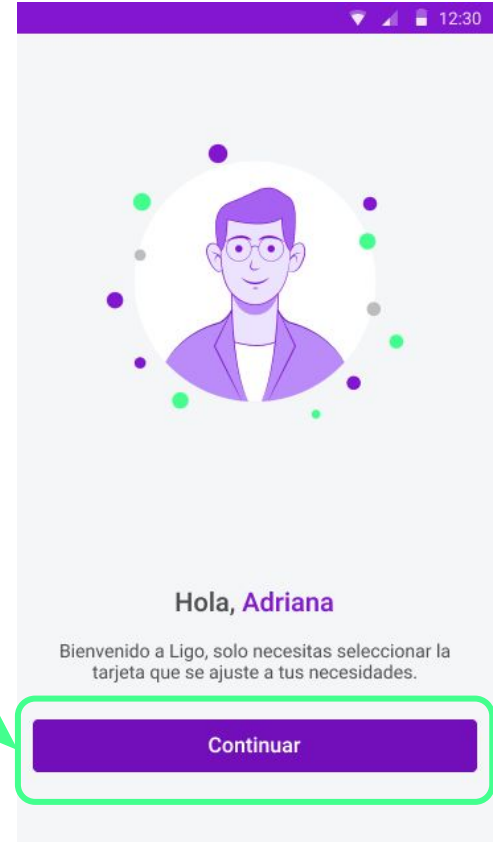 12:30
Hola, Adriana
Bienvenido a Ligo, solo necesitas seleccionar la
tarjeta que se ajuste a tus necesidades.
Continuar